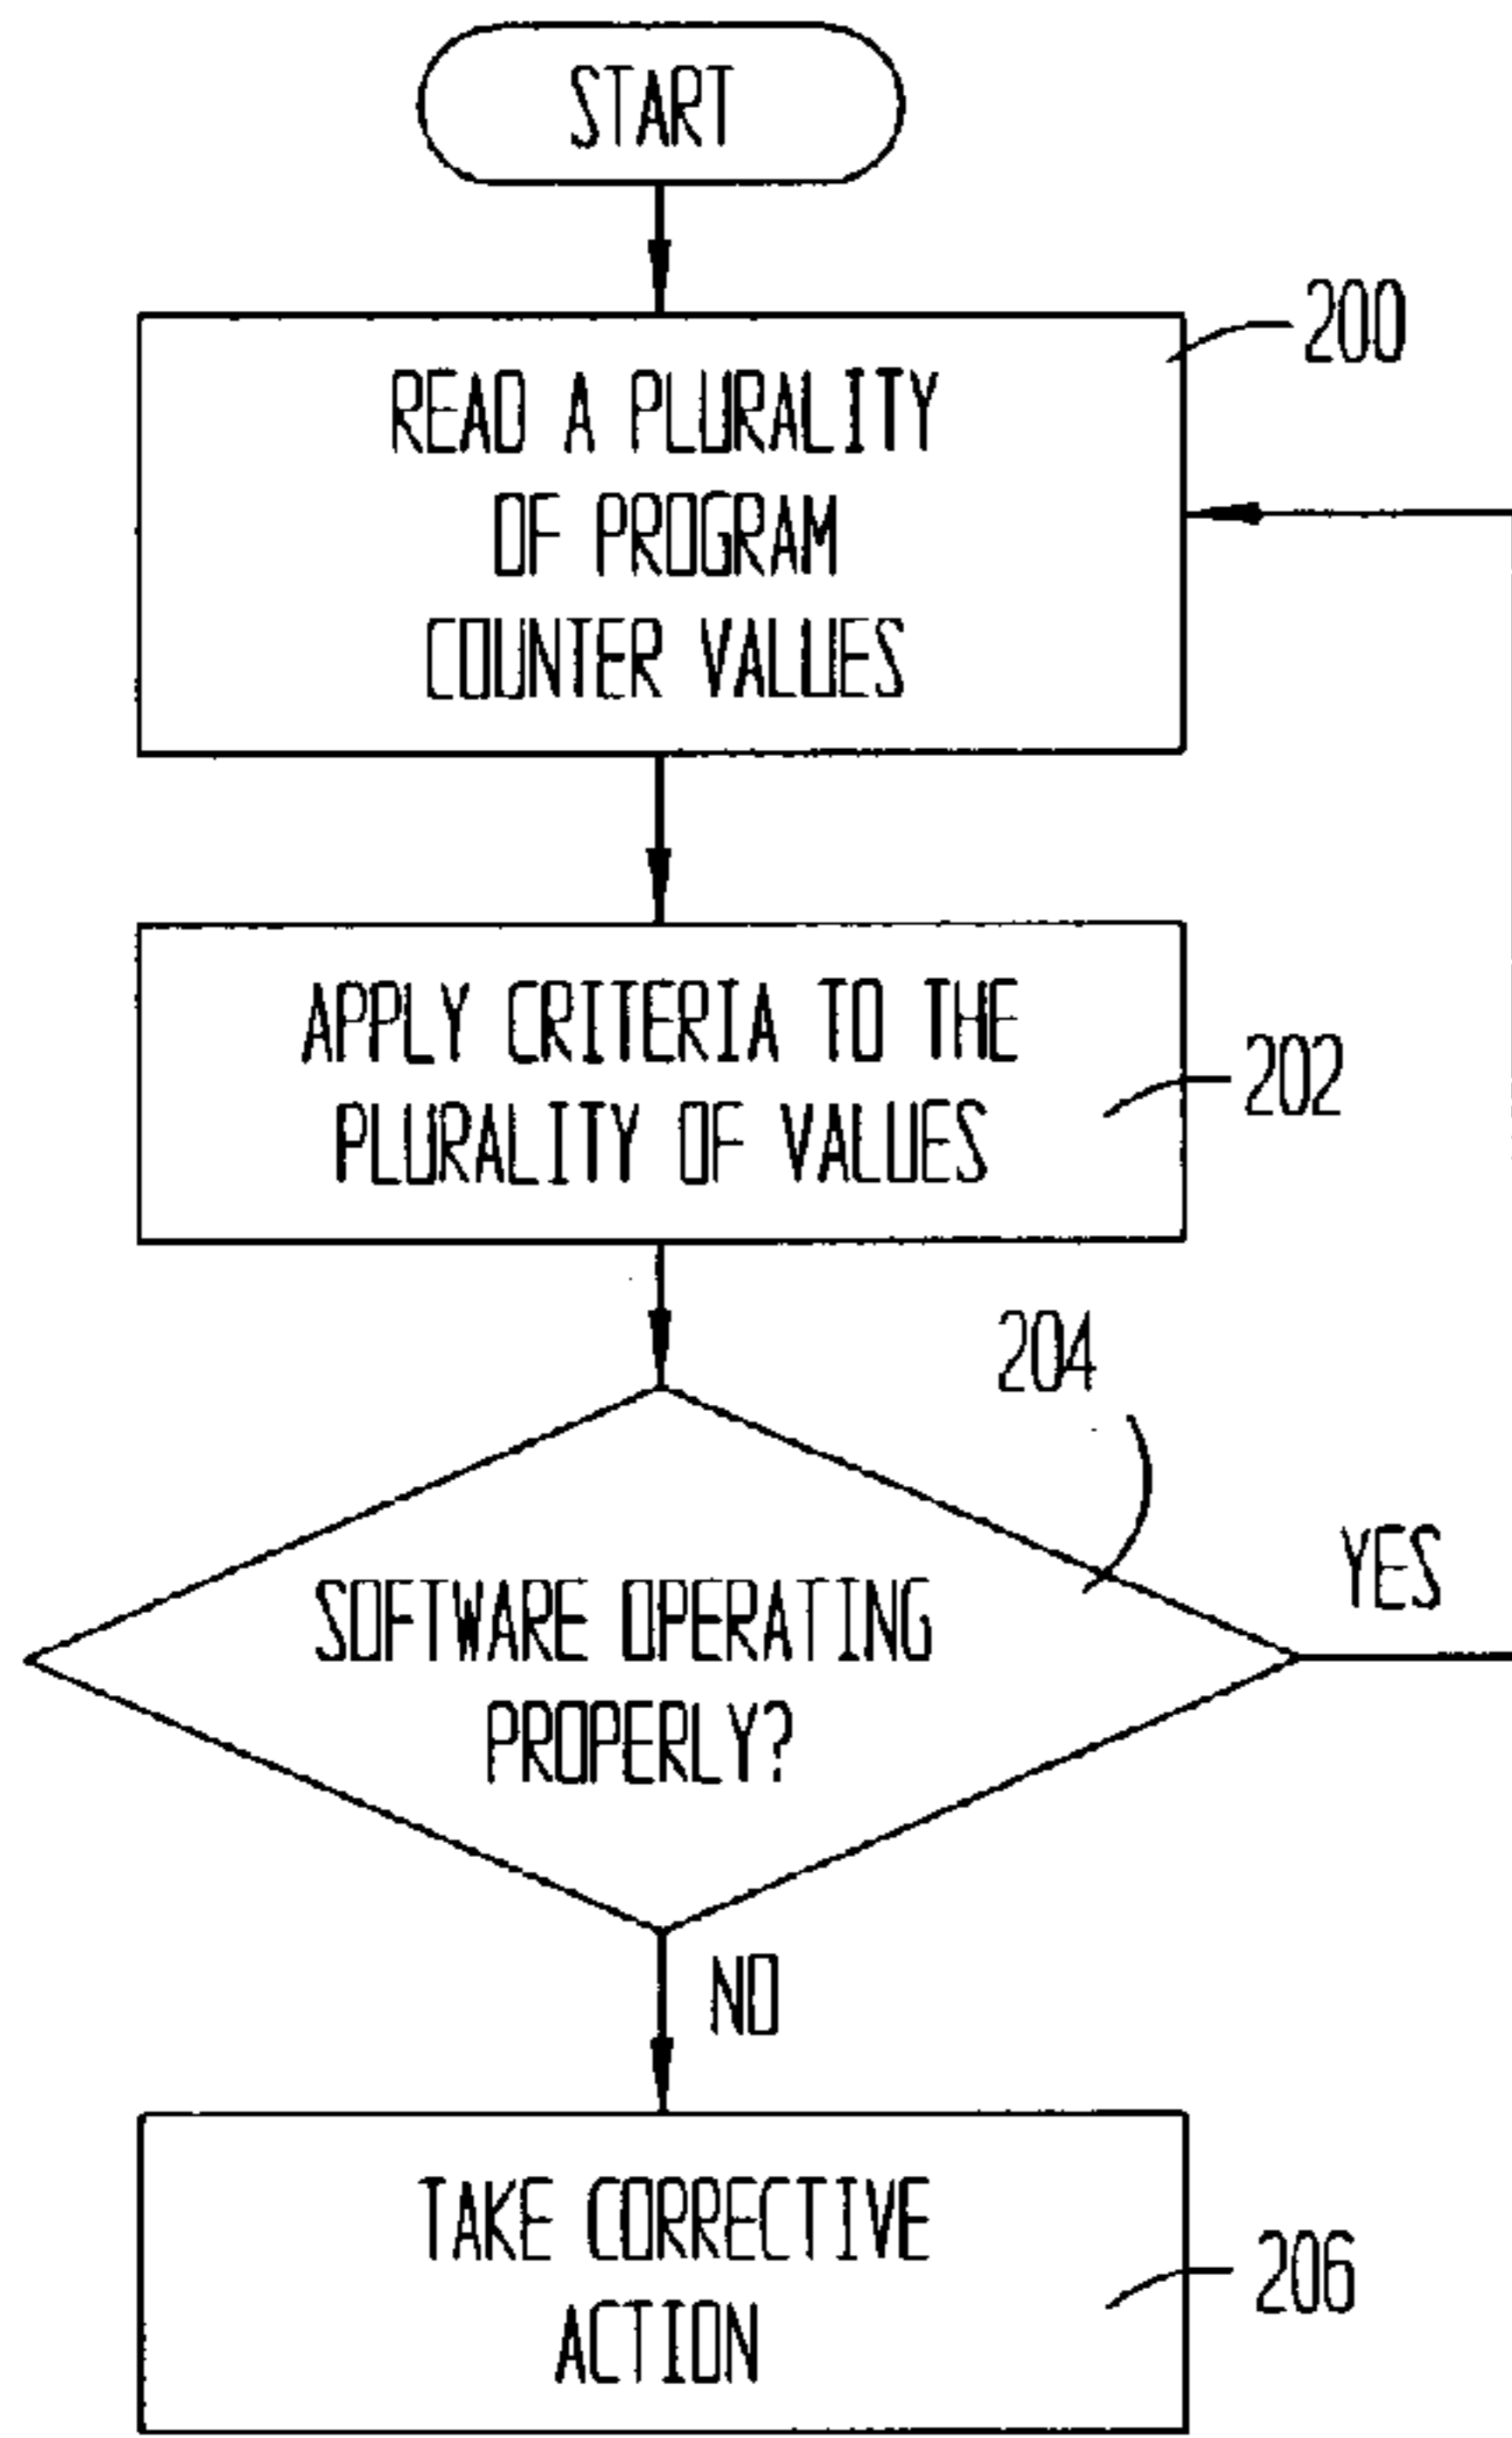 START
200
READ A PLURALITY
OF PROGRAM
COUNTER VALUES
APPLY CRITERIA TO THE
202
PLURALITY OF VALUES
204
YES
SOFTWARE OPERATING
PROPERLY?
NO
TAKE CORRECTIVE
206
ACTION